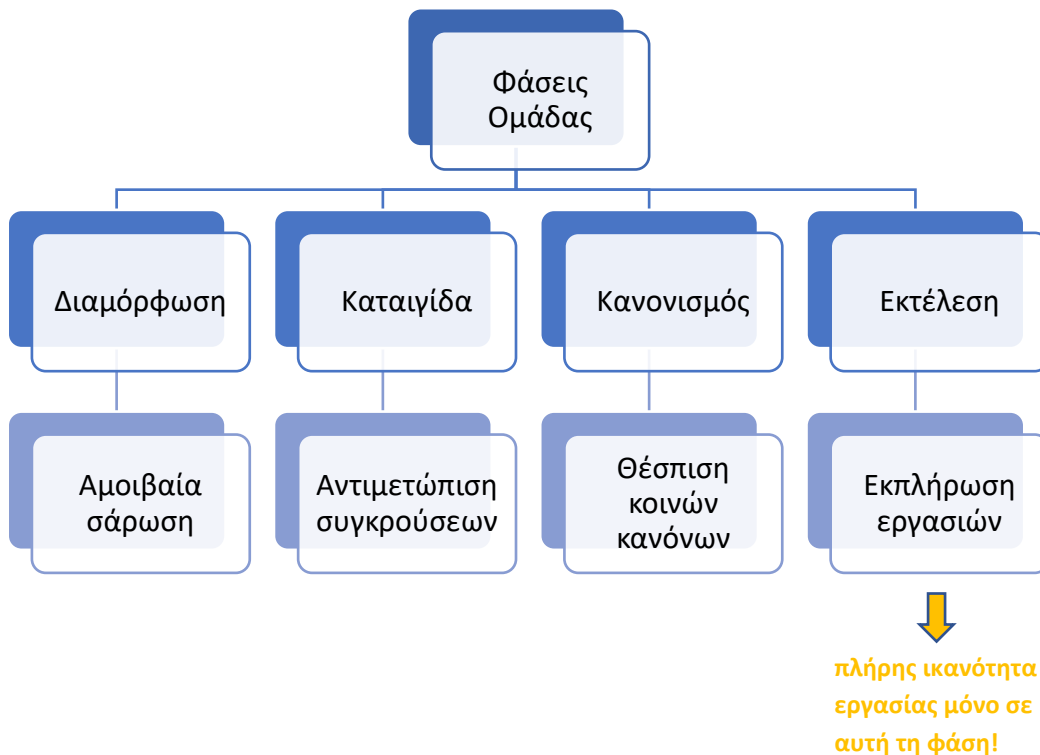 Φάσεις
Ομάδας
Διαμόρφωση
Καταιγίδα
Κανονισμός
Εκτέλεση
Αμοιβαία
σάρωση
Αντιμετώπιση
συγκρούσεων
Θέσπιση
κοινών
κανόνων
Εκπλήρωση
εργασιών
πλήρης ικανότητα
εργασίας μόνο σε
αυτή τη φάση!